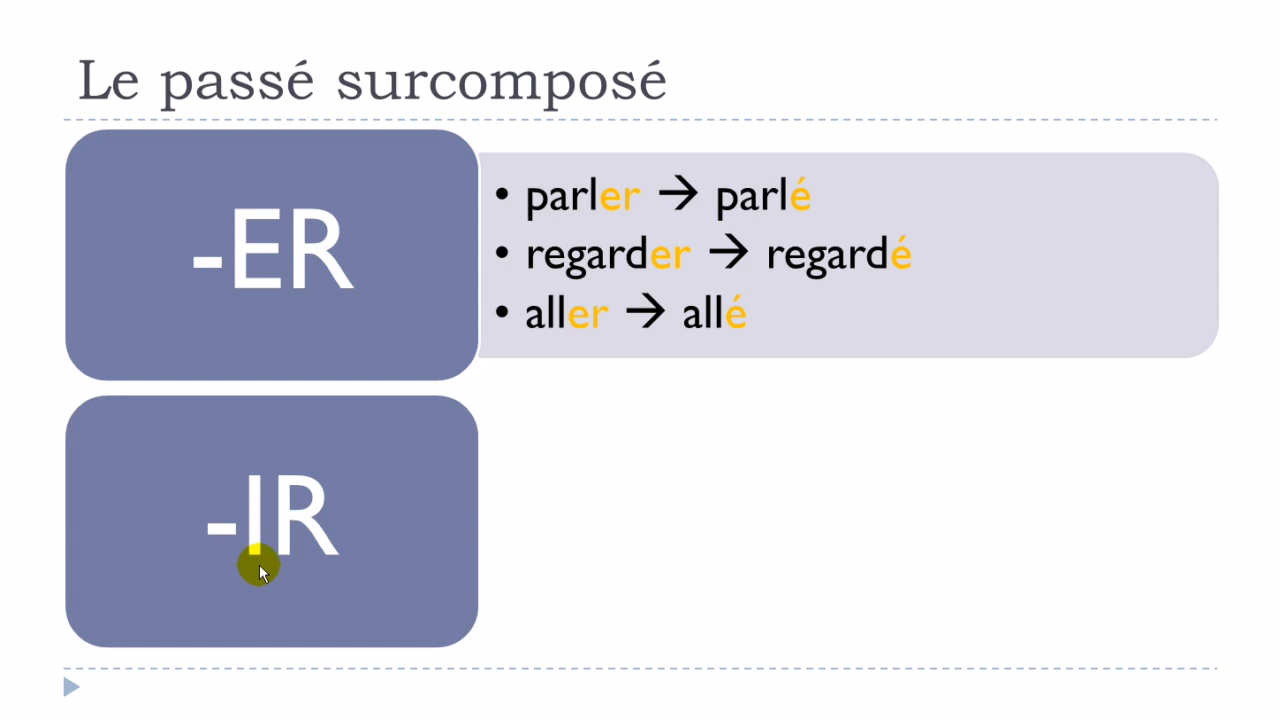 Le passé surcomposé
-ER
• parler → parlé
• regarder → regardé
• aller → allé
-IR